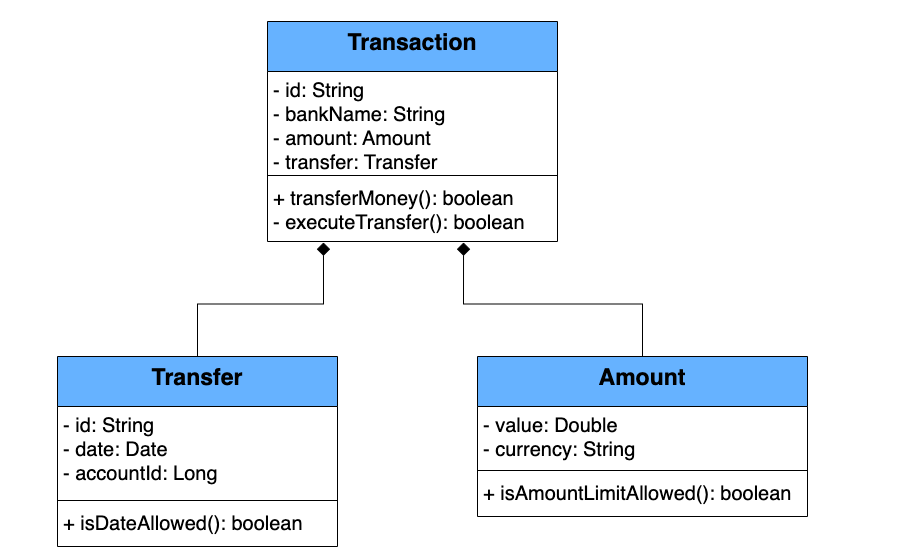 Transaction
- id: String
- bankName: String
- amount: Amount
- transfer: Transfer
+ transferMoney(): boolean
- executeTransfer(): boolean
Transfer
- id: String
- date: Date
- accountId: Long
+ isDateAllowed(): boolean
Amount
- value: Double
- currency: String
+ isAmountLimitAllowed(): boolean